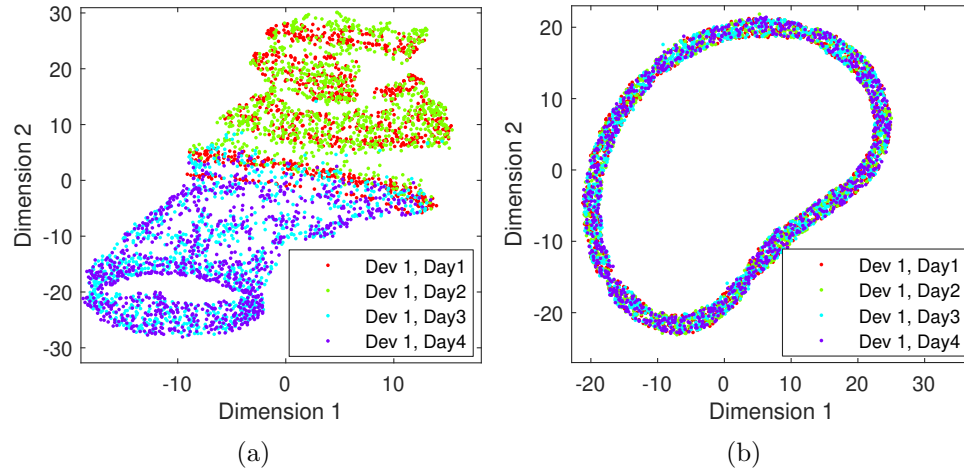 30
20
10
0
-10
-20
-30
Dimension 2
-10
0
10
Dimension 1
Dev 1, Day1
Dev 1, Day2
Dev 1, Day3
Dev 1, Day4
(a)
20
10
0
-10
-20
Dimension 2
-20
-10
0
10
20
30
Dimension 1
Dev 1, Day1
Dev 1, Day2
Dev 1, Day3
Dev 1, Day4
(b)